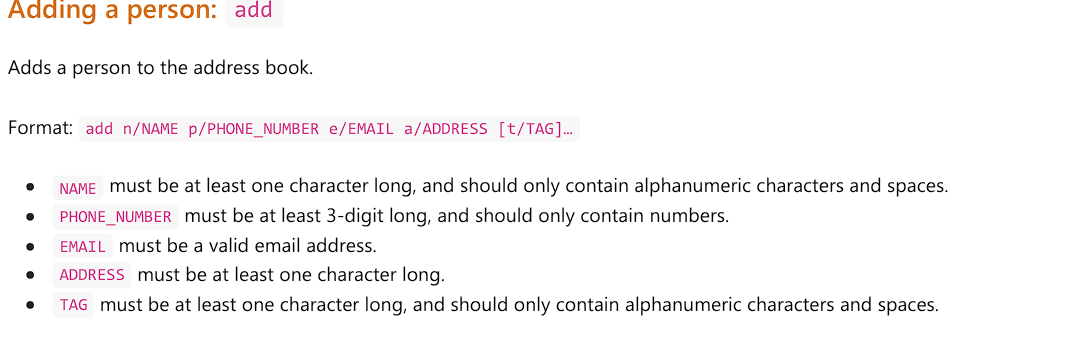 Adding a person: add
Adds a person to the address book.
Format: add n/NAME p/PHONE_NUMBER e/EMAIL a/ADDRESS [t/TAG]…
• NAME must be at least one character long, and should only contain alphanumeric characters and spaces.
• PHONE_NUMBER must be at least 3-digit long, and should only contain numbers.
• EMAIL must be a valid email address.
• ADDRESS must be at least one character long.
• TAG must be at least one character long, and should only contain alphanumeric characters and spaces.